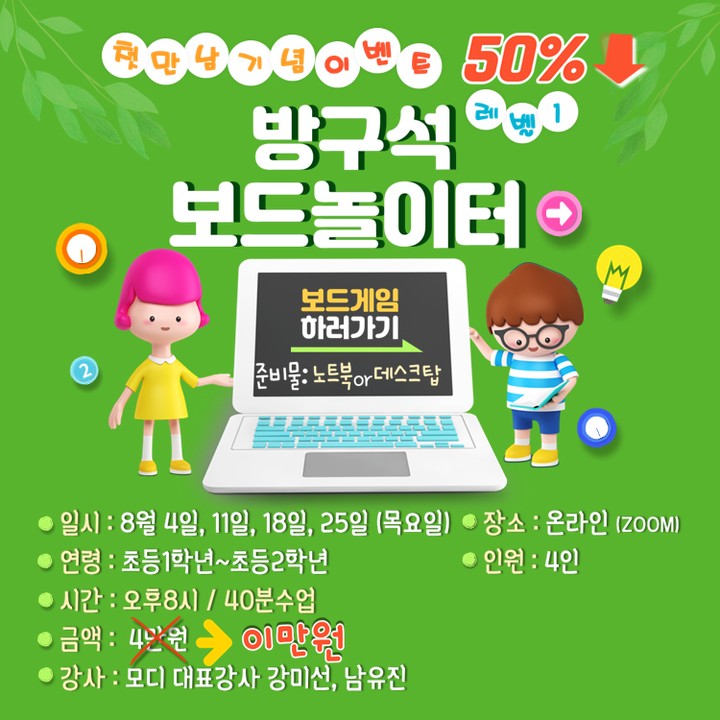 첫만남기념이벤트 50%
레벨1
방구석
보드놀이터
보드게임
하러가기
준비물:노트북or데스크탑
2
일시 : 8월 4일, 11일, 18일, 25일 (목요일) 장소 : 온라인 (ZOOM)
연령 : 초등1학년~초등2학년 인원 : 4인
시간 : 오후8시 / 40분수업
금액 : 4만원 이만원
강사 : 모디 대표강사 강미선, 남유진